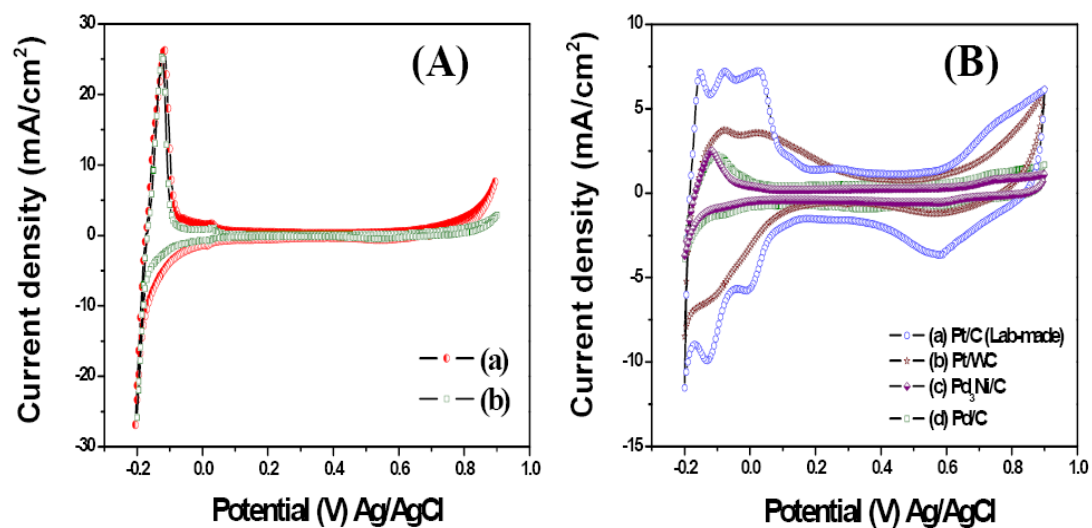 (A)
30
20
10
0
-10
-20
-30
Current density (mA/cm²)
-0.2 0.0 0.2 0.4 0.6 0.8 1.0
Potential (V) Ag/AgCl
(a)
(b)
(B)
10
5
0
-5
-10
-15
Current density (mA/cm²)
-0.2 0.0 0.2 0.4 0.6 0.8 1.0
Potential (V) Ag/AgCl
(a) Pt/C (Lab-made)
(b) Pt/WC
(c) Pd₃Ni/C
(d) Pd/C